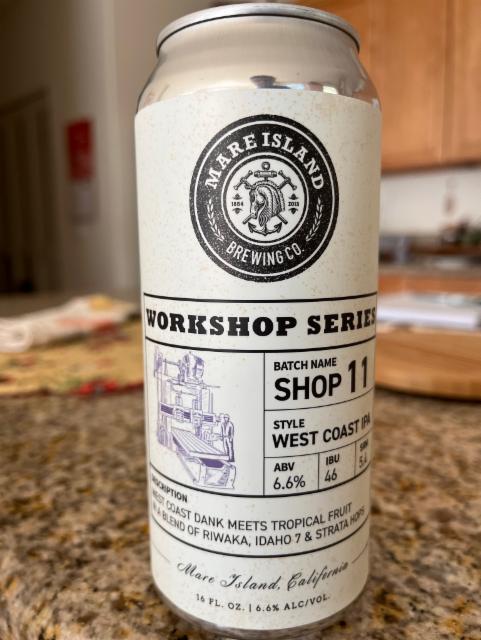 MARE ISLAND
1854 2013
BREWING CO.
WORKSHOP SERIES
BATCH NAME
SHOP 11
STYLE
WEST COAST IPA
ABV
6.6%
IBU
46
SRM
5.4
DESCRIPTION
WEST COAST DANK MEETS TROPICAL FRUIT
IN A BLEND OF RIWAKA, IDAHO 7 & STRATA HOPS
Mare Island, California
16 FL. OZ. | 6.6% ALC/VOL.